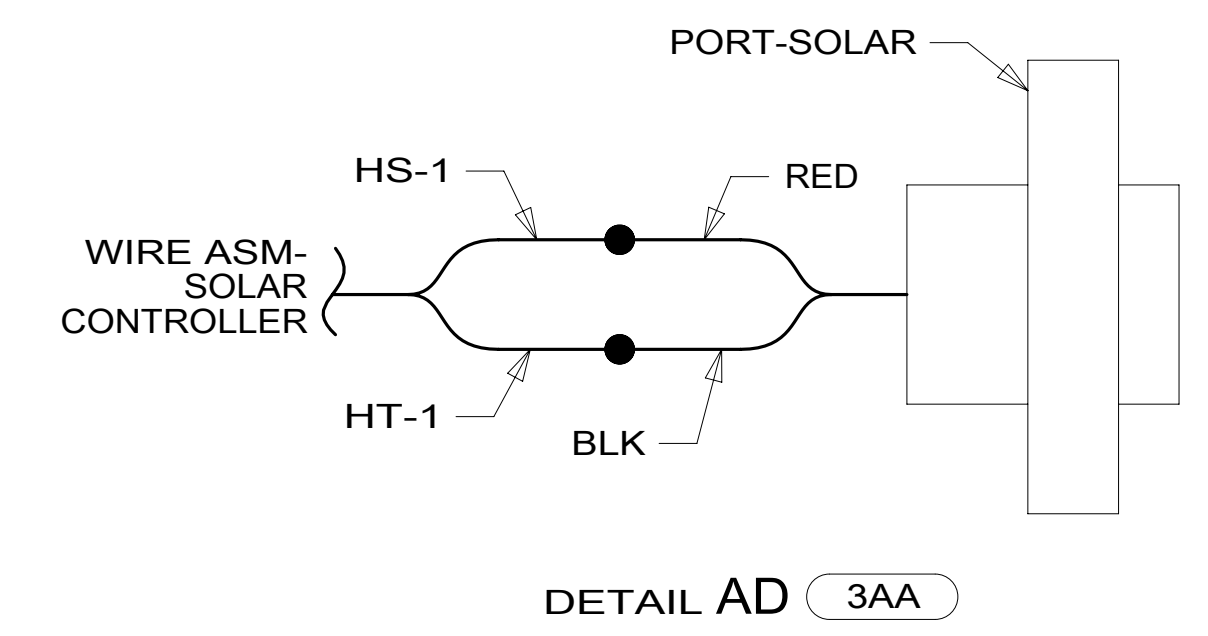 PORT-SOLAR
HS-1
RED
WIRE ASM-
SOLAR
CONTROLLER
HT-1
BLK
DETAIL AD 3AA